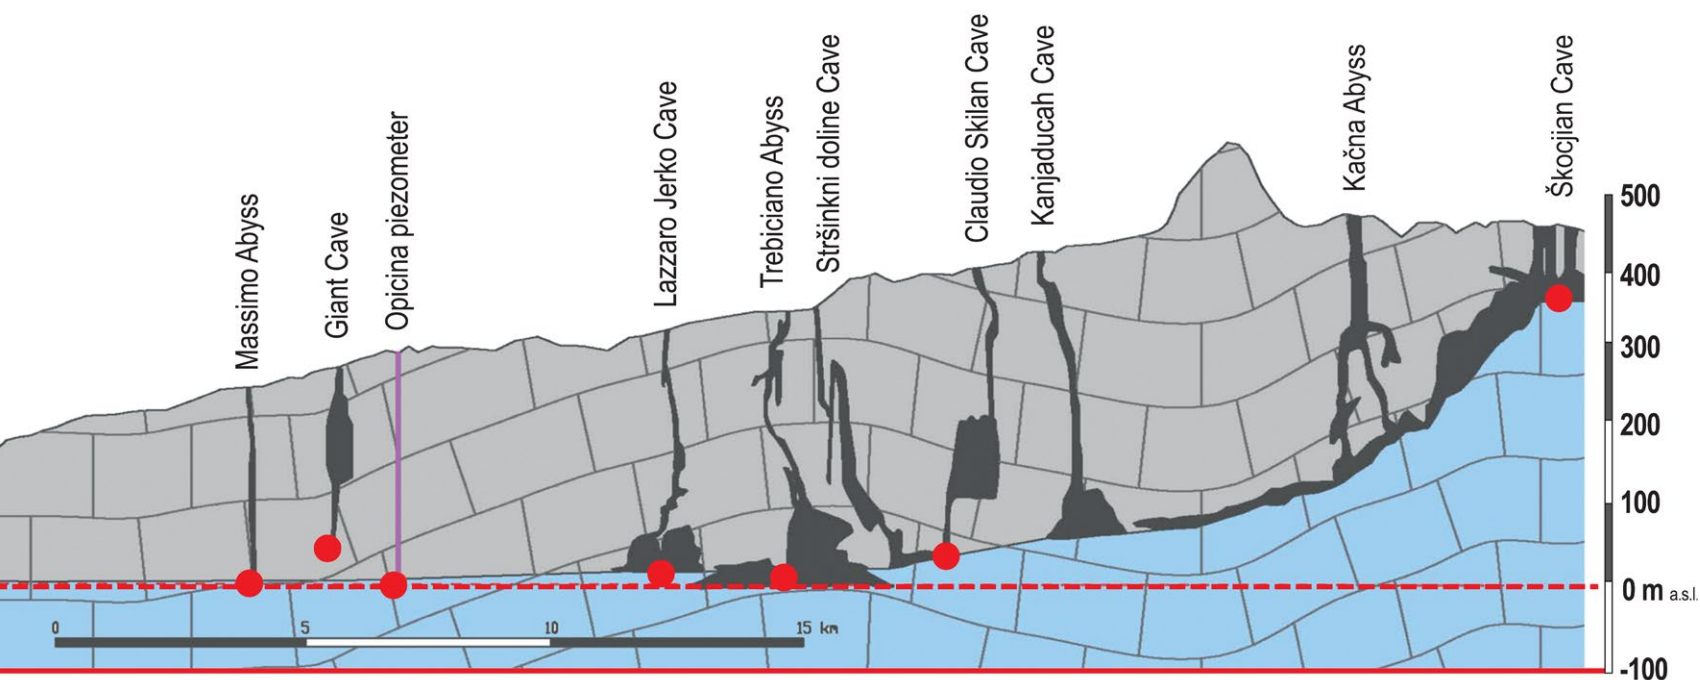 Massimo Abyss
Giant Cave
Opicina piezometer
Lazzaro Jerko Cave
Trebiciano Abyss
Stršinkni doline Cave
Claudio Skilan Cave
Kanjaducah Cave
Kačna Abyss
Škocjian Cave
500
400
300
200
100
0 m a.s.l.
-100
0 5 10 15 km